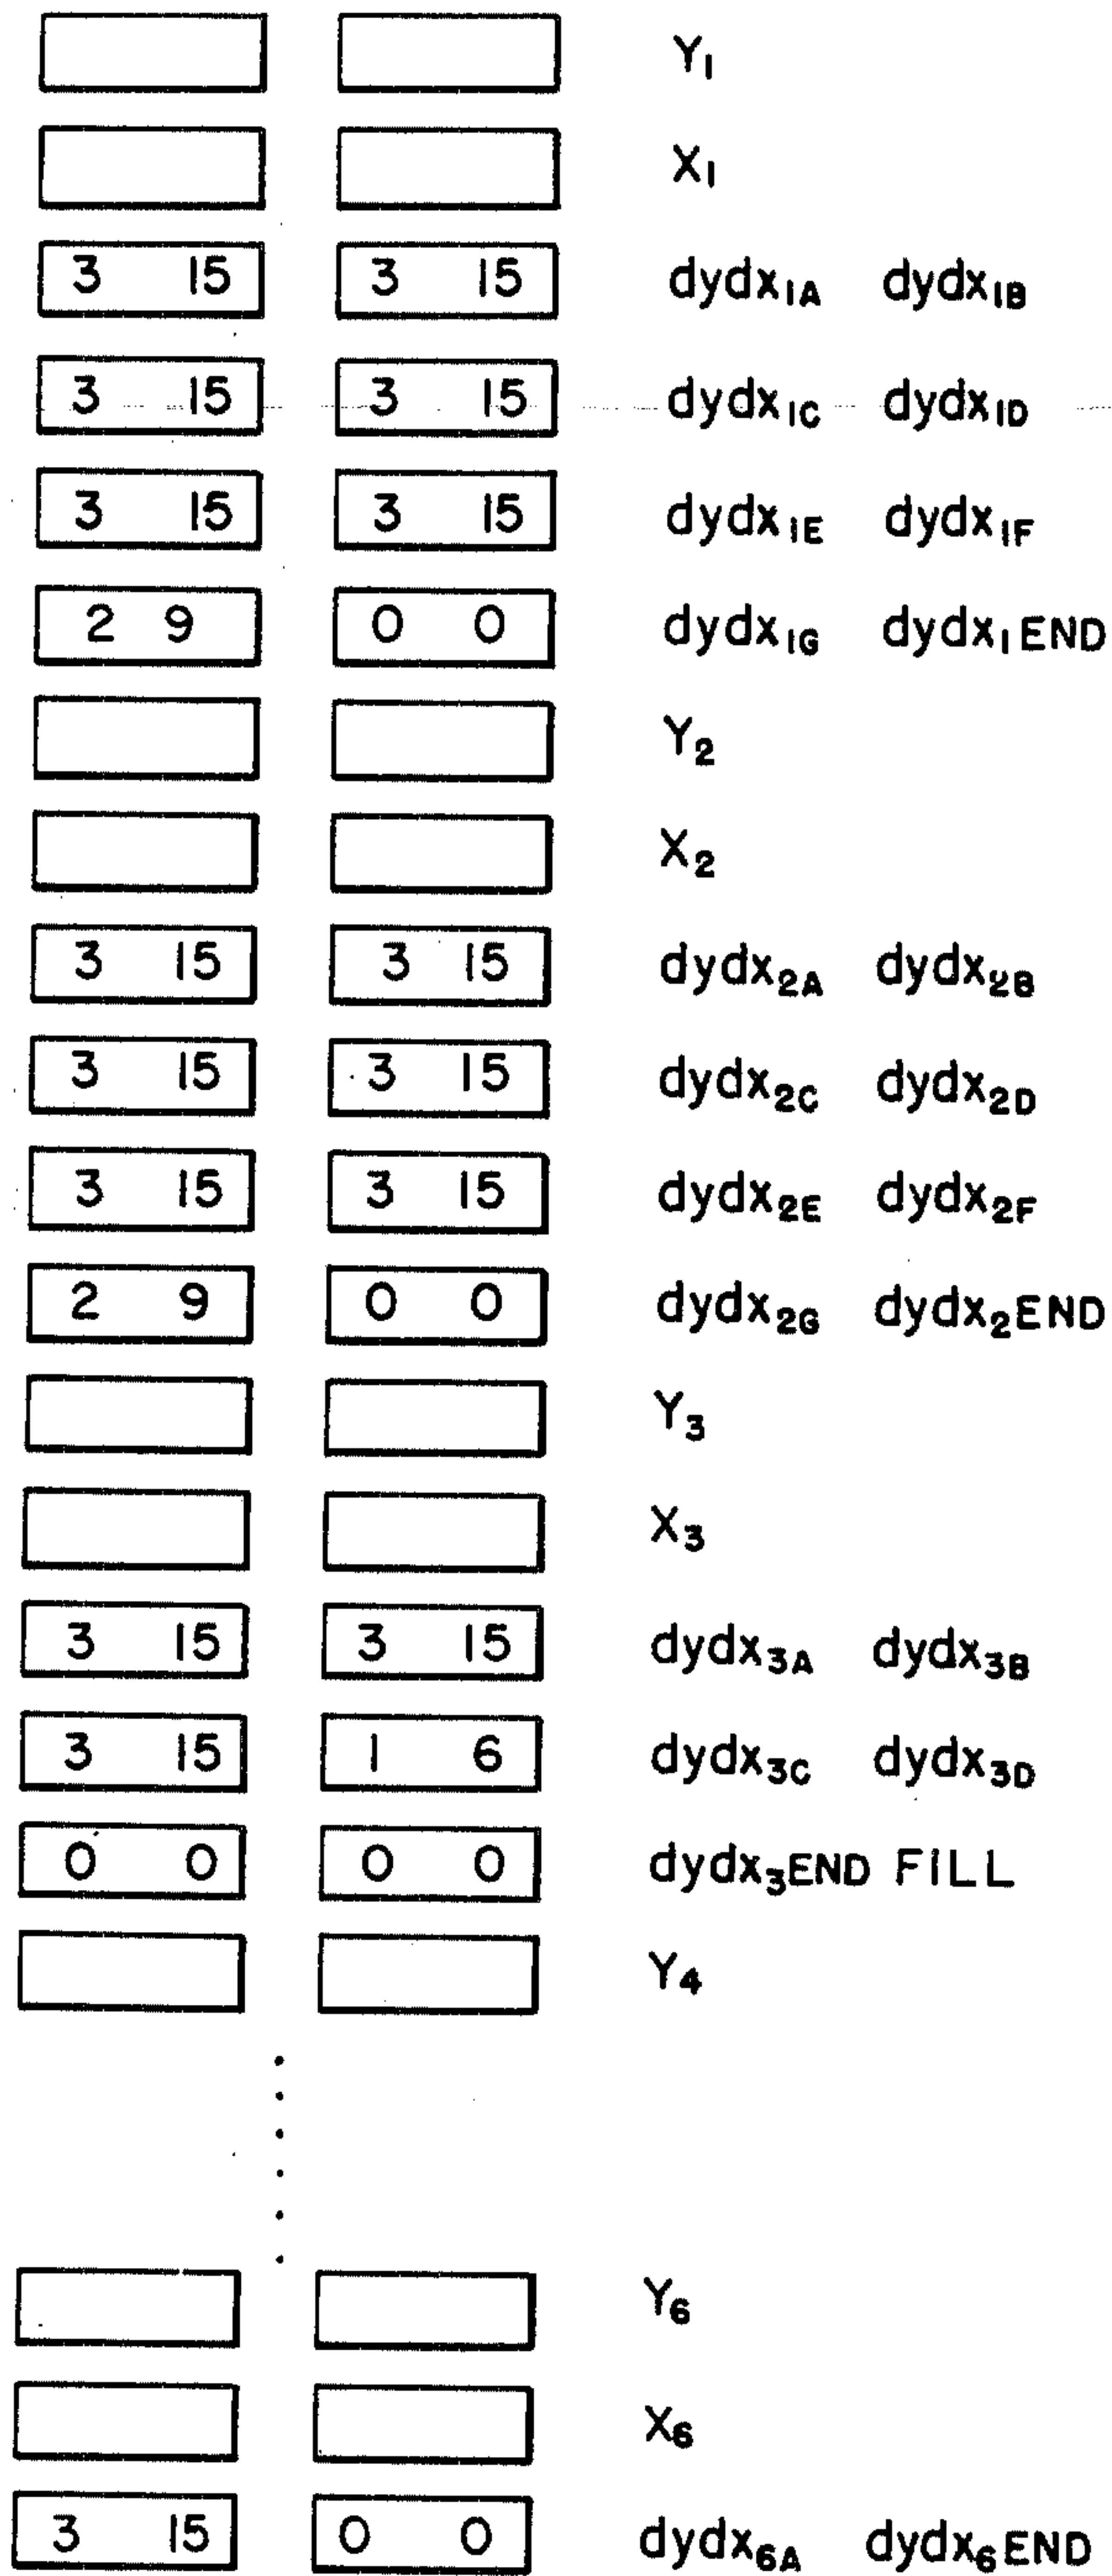 Y₁
X₁
3 15 3 15 dydx₁A dydx₁B
3 15 3 15 dydx₁C dydx₁D
3 15 3 15 dydx₁E dydx₁F
2 9 0 0 dydx₁G dydx₁END
Y₂
X₂
3 15 3 15 dydx₂A dydx₂B
3 15 3 15 dydx₂C dydx₂D
3 15 3 15 dydx₂E dydx₂F
2 9 0 0 dydx₂G dydx₂END
Y₃
X₃
3 15 3 15 dydx₃A dydx₃B
3 15 1 6 dydx₃C dydx₃D
0 0 0 0 dydx₃END FILL
Y₄
Y₆
X₆
3 15 0 0 dydx₆A dydx₆END